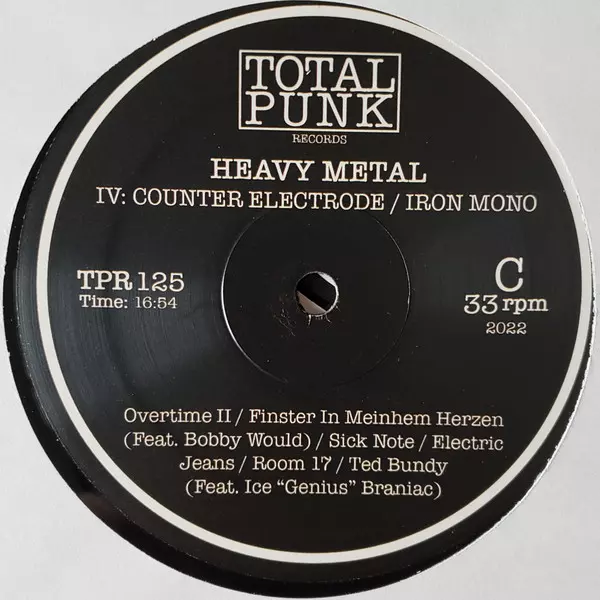 TOTAL
PUNK
RECORDS
HEAVY METAL
IV: COUNTER ELECTRODE / IRON MONO
TPR 125
Time: 16:54
C
33 rpm
2022
Overtime II / Finster In Meinhem Herzen
(Feat. Bobby Would) / Sick Note / Electric
Jeans / Room 17 / Ted Bundy
(Feat. Ice “Genius” Braniac)